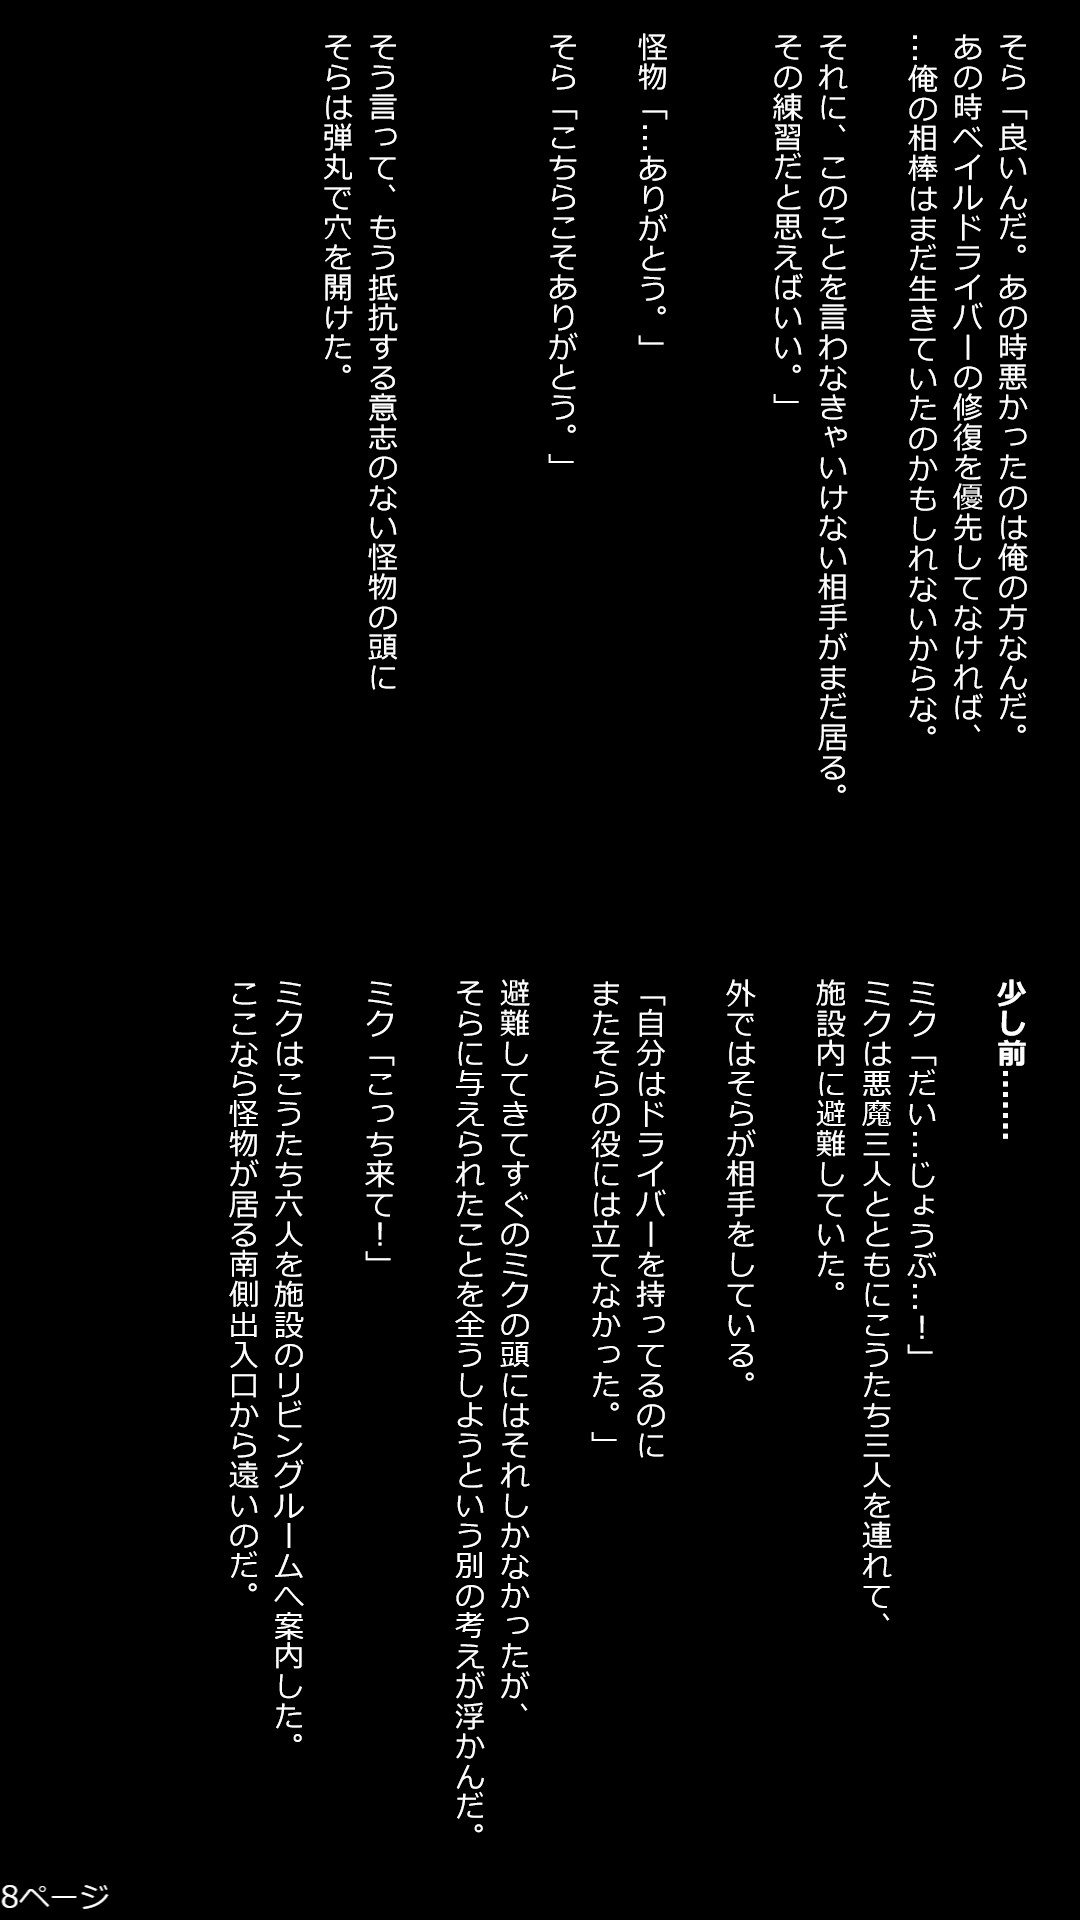 そら「良いんだ。あの時悪かったのは俺の方なんだ。
あの時ベイルドライバーの修復を優先してなければ、
…俺の相棒はまだ生きていたのかもしれないからな。
それに、このことを言わなきゃいけない相手がまだ居る。
その練習だと思えばいい。」
怪物「…ありがとう。」
そら「こちらこそありがとう。」
そう言って、もう抵抗する意志のない怪物の頭に
そらは弾丸で穴を開けた。
少し前……
ミク「だい…じょうぶ…!」
ミクは悪魔三人とともにこうたち三人を連れて、
施設内に避難していた。
外ではそらが相手をしている。
「自分はドライバーを持ってるのに
またそらの役には立てなかった。」
避難してきてすぐのミクの頭にはそれしかなかったが、
そらに与えられたことを全うしようという別の考えが浮かんだ。
ミク「こっち来て!」
ミクはこうたち六人を施設のリビングルームへ案内した。
ここなら怪物が居る南側出入口から遠いのだ。
8ページ